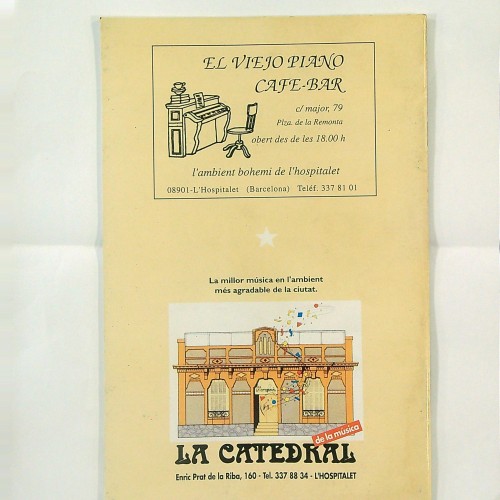 EL VIEJO PIANO
CAFE-BAR
c/ major, 79
Plza. de la Remonta
obert des de les 18.00 h
l'ambient bohemi de l'hospitalet
08901-L'Hospitalet (Barcelona) Teléf. 337 81 01
La millor música en l'ambient
més agradable de la ciutat.
de la música
LA CATEDRAL
Enric Prat de la Riba, 160 - Tel. 337 88 34 - L'HOSPITALET